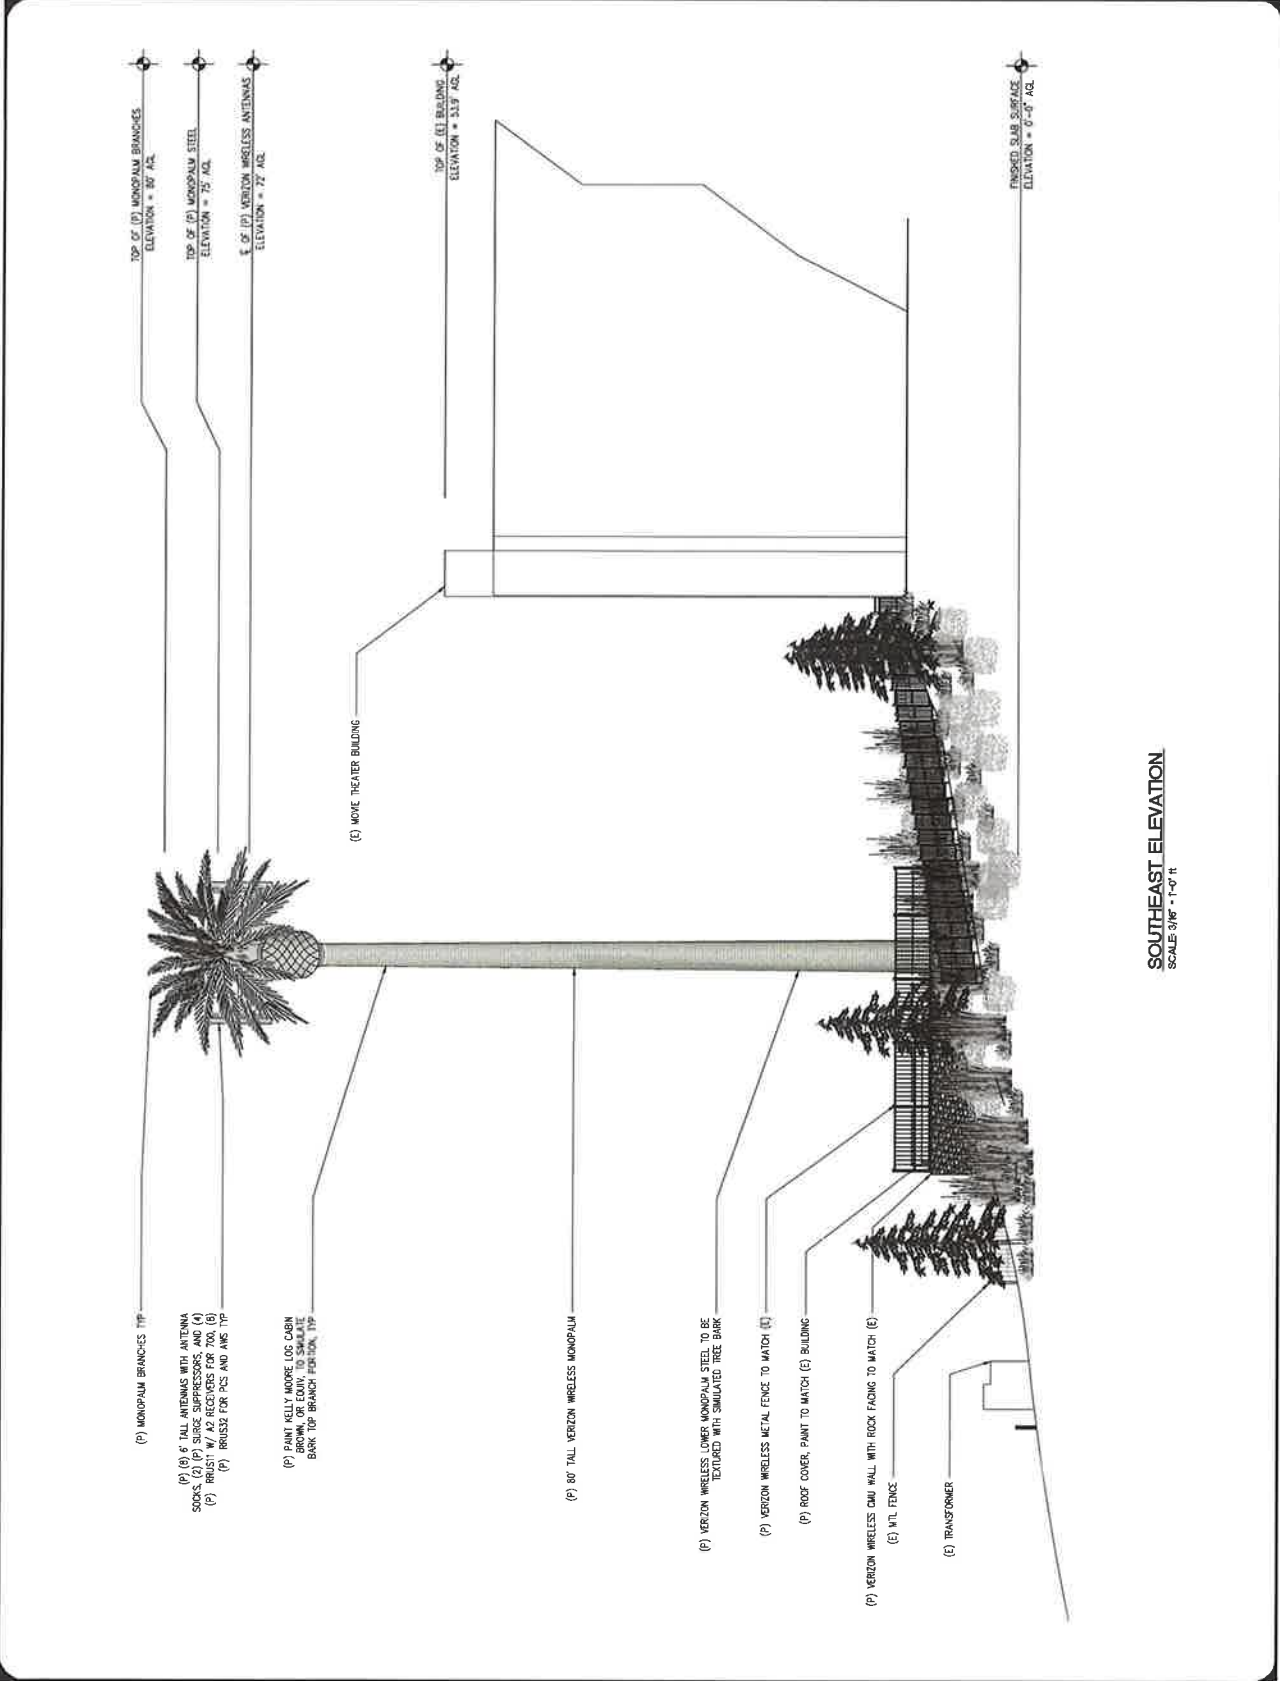 TOP OF (P) MONOPALM BRANCHES
ELEVATION = 80' AGL
TOP OF (P) MONOPALM STEEL
ELEVATION = 75' AGL
℄ OF (P) VERIZON WIRELESS ANTENNAS
ELEVATION = 72' AGL
TOP OF (E) BUILDING
ELEVATION = 53.9' AGL
FINISHED SLAB SURFACE
ELEVATION = 0'-0" AGL
(E) MOVIE THEATER BUILDING
(P) MONOPALM BRANCHES TYP
(P) (8) 6' TALL ANTENNAS WITH ANTENNA
SOCKS, (2) (P) SURGE SUPPRESSORS, AND (4)
(P) RRUS11 W/ A2 RECEIVERS FOR 700, (6)
(P) RRUS32 FOR PCS AND AWS TYP
(P) PAINT KELLY MOORE LOG CABIN
BROWN, OR EQUIV, TO SIMULATE
BARK TOP BRANCH PORTION, TYP
(P) 80' TALL VERIZON WIRELESS MONOPALM
(P) VERIZON WIRELESS LOWER MONOPALM STEEL TO BE
TEXTURED WITH SIMULATED TREE BARK
(P) VERIZON WIRELESS METAL FENCE TO MATCH (E)
(P) ROOF COVER, PAINT TO MATCH (E) BUILDING
(P) VERIZON WIRELESS CMU WALL WITH ROCK FACING TO MATCH (E)
(E) MTL FENCE
(E) TRANSFORMER
SOUTHEAST ELEVATION
SCALE: 3/16" = 1'-0" ft